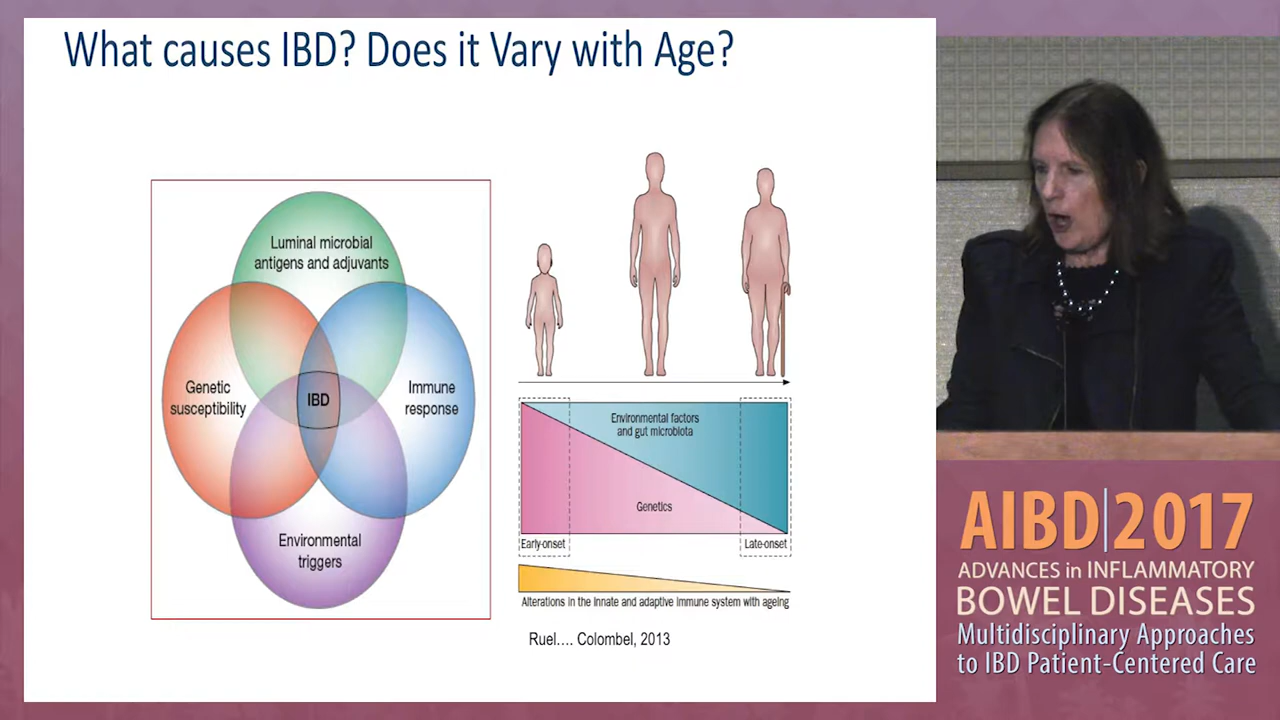 What causes IBD? Does it Vary with Age?
Luminal microbial
antigens and adjuvants
Genetic
susceptibility
IBD
Immune
response
Environmental
triggers
Environmental factors
and gut microbiota
Genetics
Early-onset
Late-onset
Alterations in the innate and adaptive immune system with ageing
Ruel.... Colombel, 2013
AIBD|2017
ADVANCES in INFLAMMATORY
BOWEL DISEASES
Multidisciplinary Approaches
to IBD Patient-Centered Care